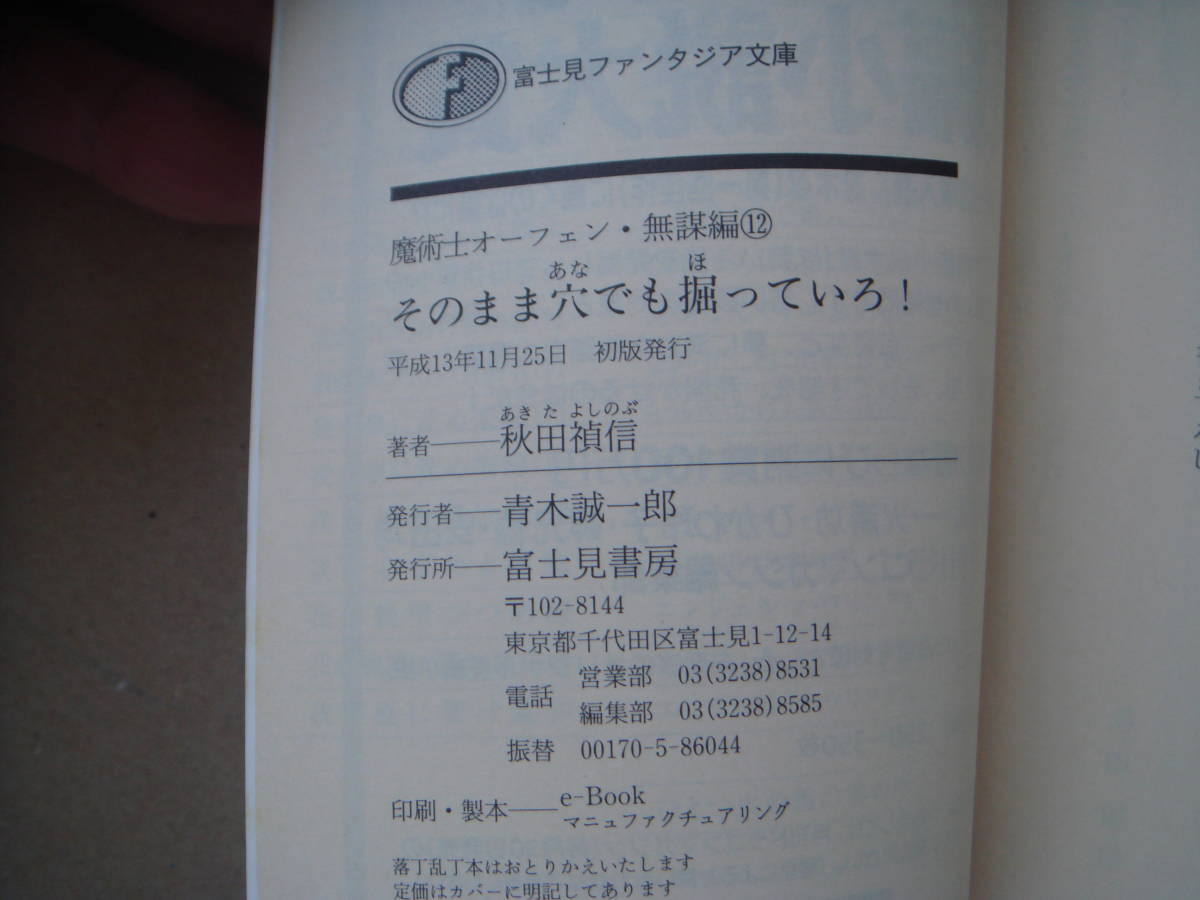 F 富士見ファンタジア文庫
魔術士オーフェン・無謀編⑫
あな ほ
そのまま穴でも掘っていろ!
平成13年11月25日 初版発行
あき た よしのぶ
著者――秋田禎信
発行者――青木誠一郎
発行所――富士見書房
〒102-8144
東京都千代田区富士見1-12-14
電話 営業部 03(3238)8531
編集部 03(3238)8585
振替 00170-5-86044
印刷・製本――e-Book
マニュファクチュアリング
落丁乱丁本はおとりかえいたします
定価はカバーに明記してあります